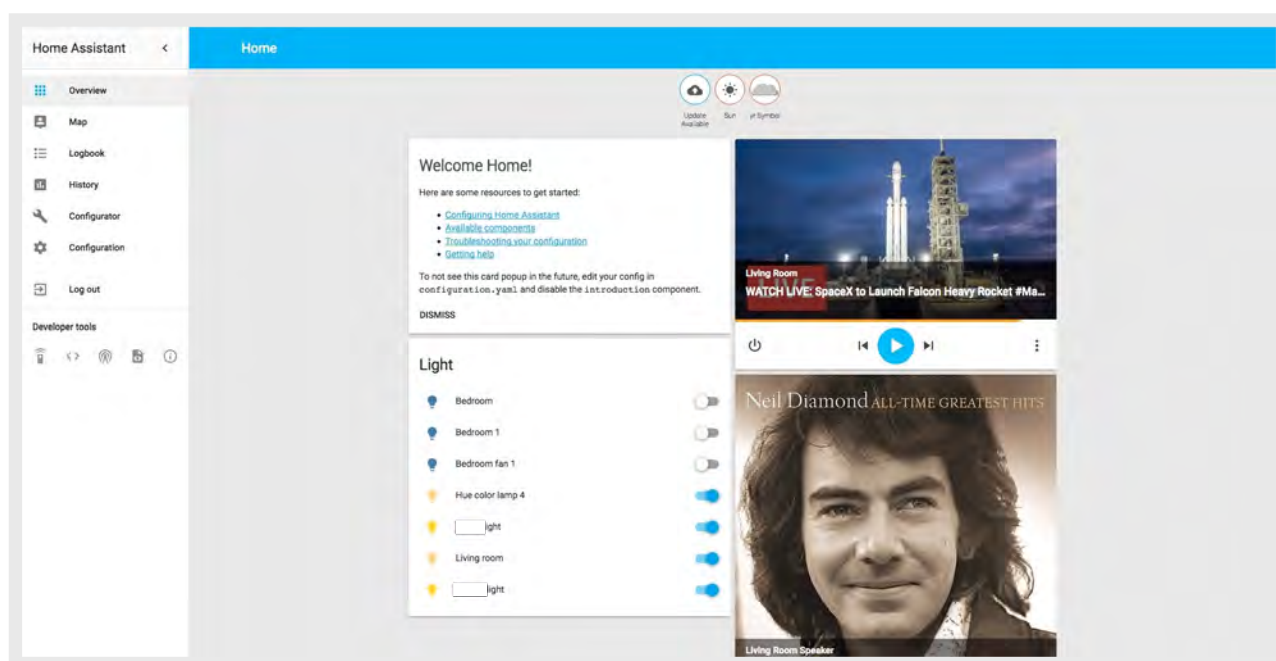 Home Assistant
Home
Overview
Map
Logbook
History
Configurator
Configuration
Log out
Developer tools
Update
Available
Sun
yr Symbol
Welcome Home!
Here are some resources to get started:
Configuring Home Assistant
Available components
Troubleshooting your configuration
Getting help
To not see this card popup in the future, edit your config in
configuration.yaml and disable the introduction component.
DISMISS
Light
Bedroom
Bedroom 1
Bedroom fan 1
Hue color lamp 4
ight
Living room
light
Living Room
LIVE
WATCH LIVE: SpaceX to Launch Falcon Heavy Rocket #Ma...
Neil Diamond ALL-TIME GREATEST HITS
Living Room Speaker